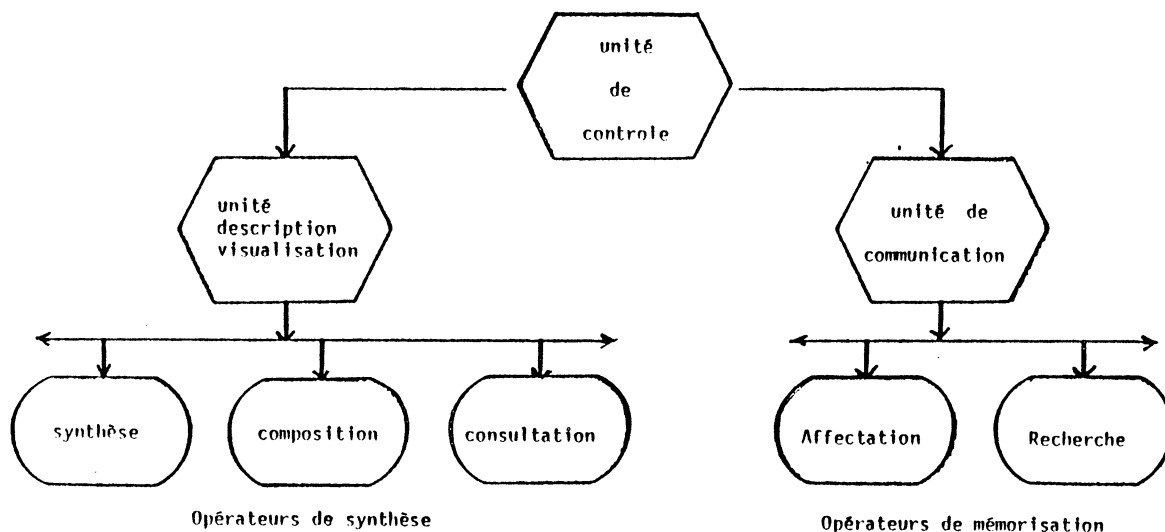 unité
de
controle
unité
description
visualisation
unité de
communication
synthèse
composition
consultation
Affectation
Recherche
Opérateurs de synthèse
Opérateurs de mémorisation